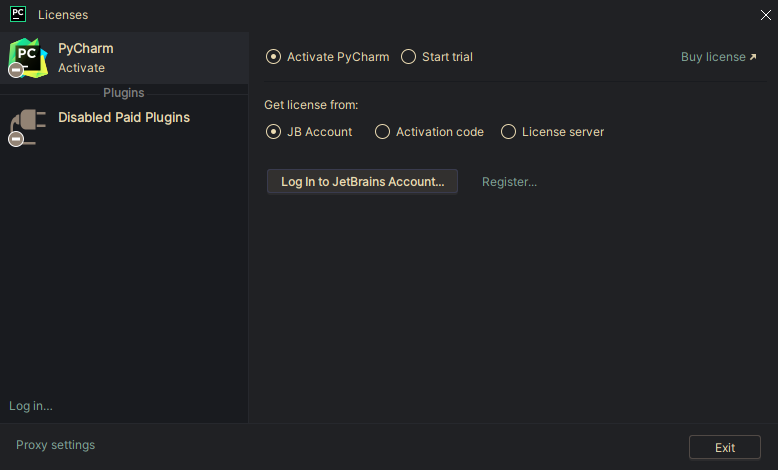 PC Licenses
PC PyCharm
Activate
Plugins
Disabled Paid Plugins
Log in...
Activate PyCharm Start trial Buy license
Get license from:
JB Account Activation code License server
Log In to JetBrains Account... Register...
Proxy settings
Exit